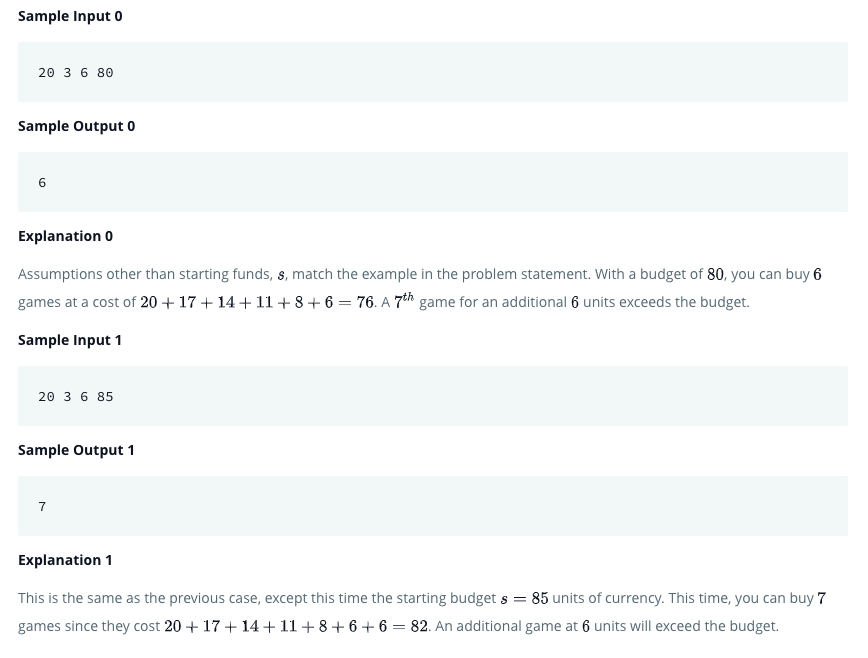 Sample Input 0
20 3 6 80
Sample Output 0
6
Explanation 0
Assumptions other than starting funds, s, match the example in the problem statement. With a budget of 80, you can buy 6
games at a cost of 20 + 17 + 14 + 11 + 8 + 6 = 76. A 7th game for an additional 6 units exceeds the budget.
Sample Input 1
20 3 6 85
Sample Output 1
7
Explanation 1
This is the same as the previous case, except this time the starting budget s = 85 units of currency. This time, you can buy 7
games since they cost 20 + 17 + 14 + 11 + 8 + 6 + 6 = 82. An additional game at 6 units will exceed the budget.